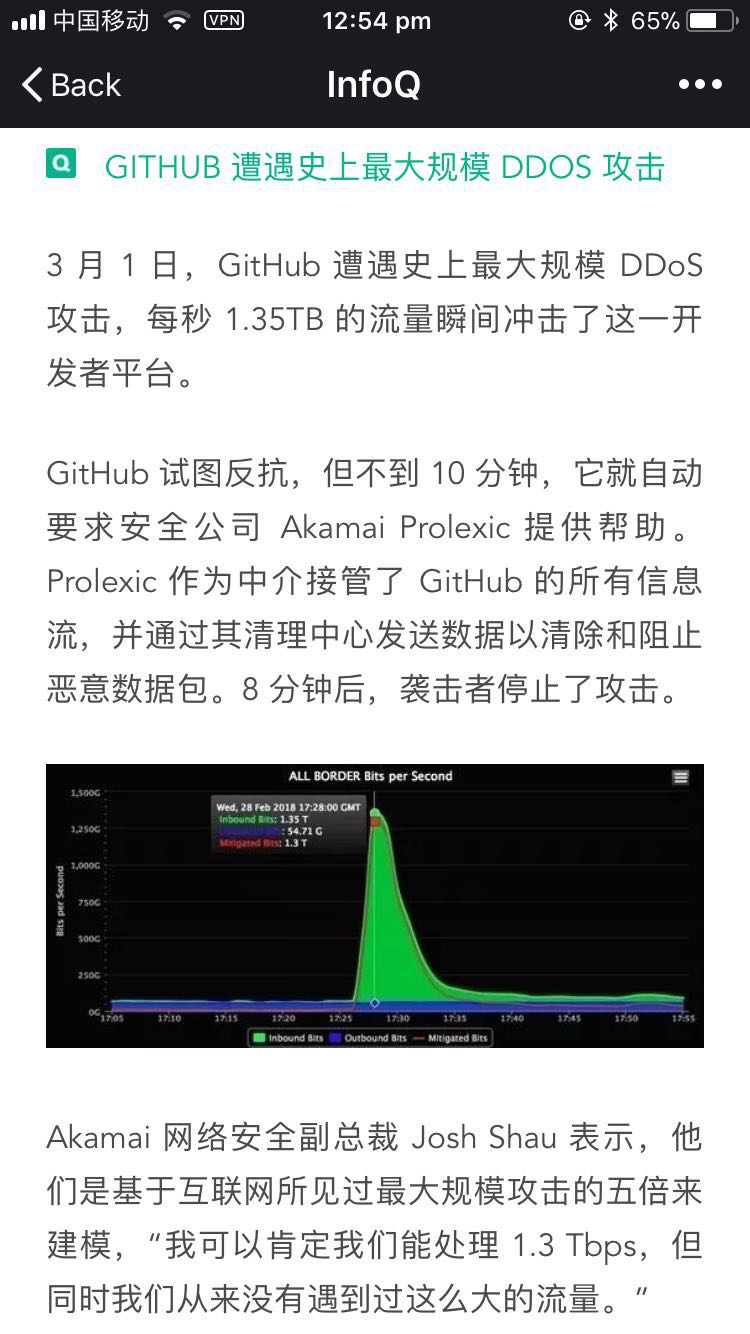 中国移动 VPN 12:54 pm 65%
Back InfoQ
Q GITHUB 遭遇史上最大规模 DDOS 攻击
3 月 1 日，GitHub 遭遇史上最大规模 DDoS
攻击，每秒 1.35TB 的流量瞬间冲击了这一开
发者平台。
GitHub 试图反抗，但不到 10 分钟，它就自动
要求安全公司 Akamai Prolexic 提供帮助。
Prolexic 作为中介接管了 GitHub 的所有信息
流，并通过其清理中心发送数据以清除和阻止
恶意数据包。8 分钟后，袭击者停止了攻击。
ALL BORDER Bits per Second
1,500G
Wed, 28 Feb 2018 17:28:00 GMT
Inbound Bits: 1.35 T
1,250G
Outbound Bits: 54.71 G
Mitigated Bits: 1.3 T
1,000G
Bits per Second
750G
500G
250G
0G
17:05 17:10 17:15 17:20 17:25 17:30 17:35 17:40 17:45 17:50 17:55
Inbound Bits Outbound Bits Mitigated Bits
Akamai 网络安全副总裁 Josh Shau 表示，他
们是基于互联网所见过最大规模攻击的五倍来
建模，“我可以肯定我们能处理 1.3 Tbps，但
同时我们从来没有遇到过这么大的流量。”